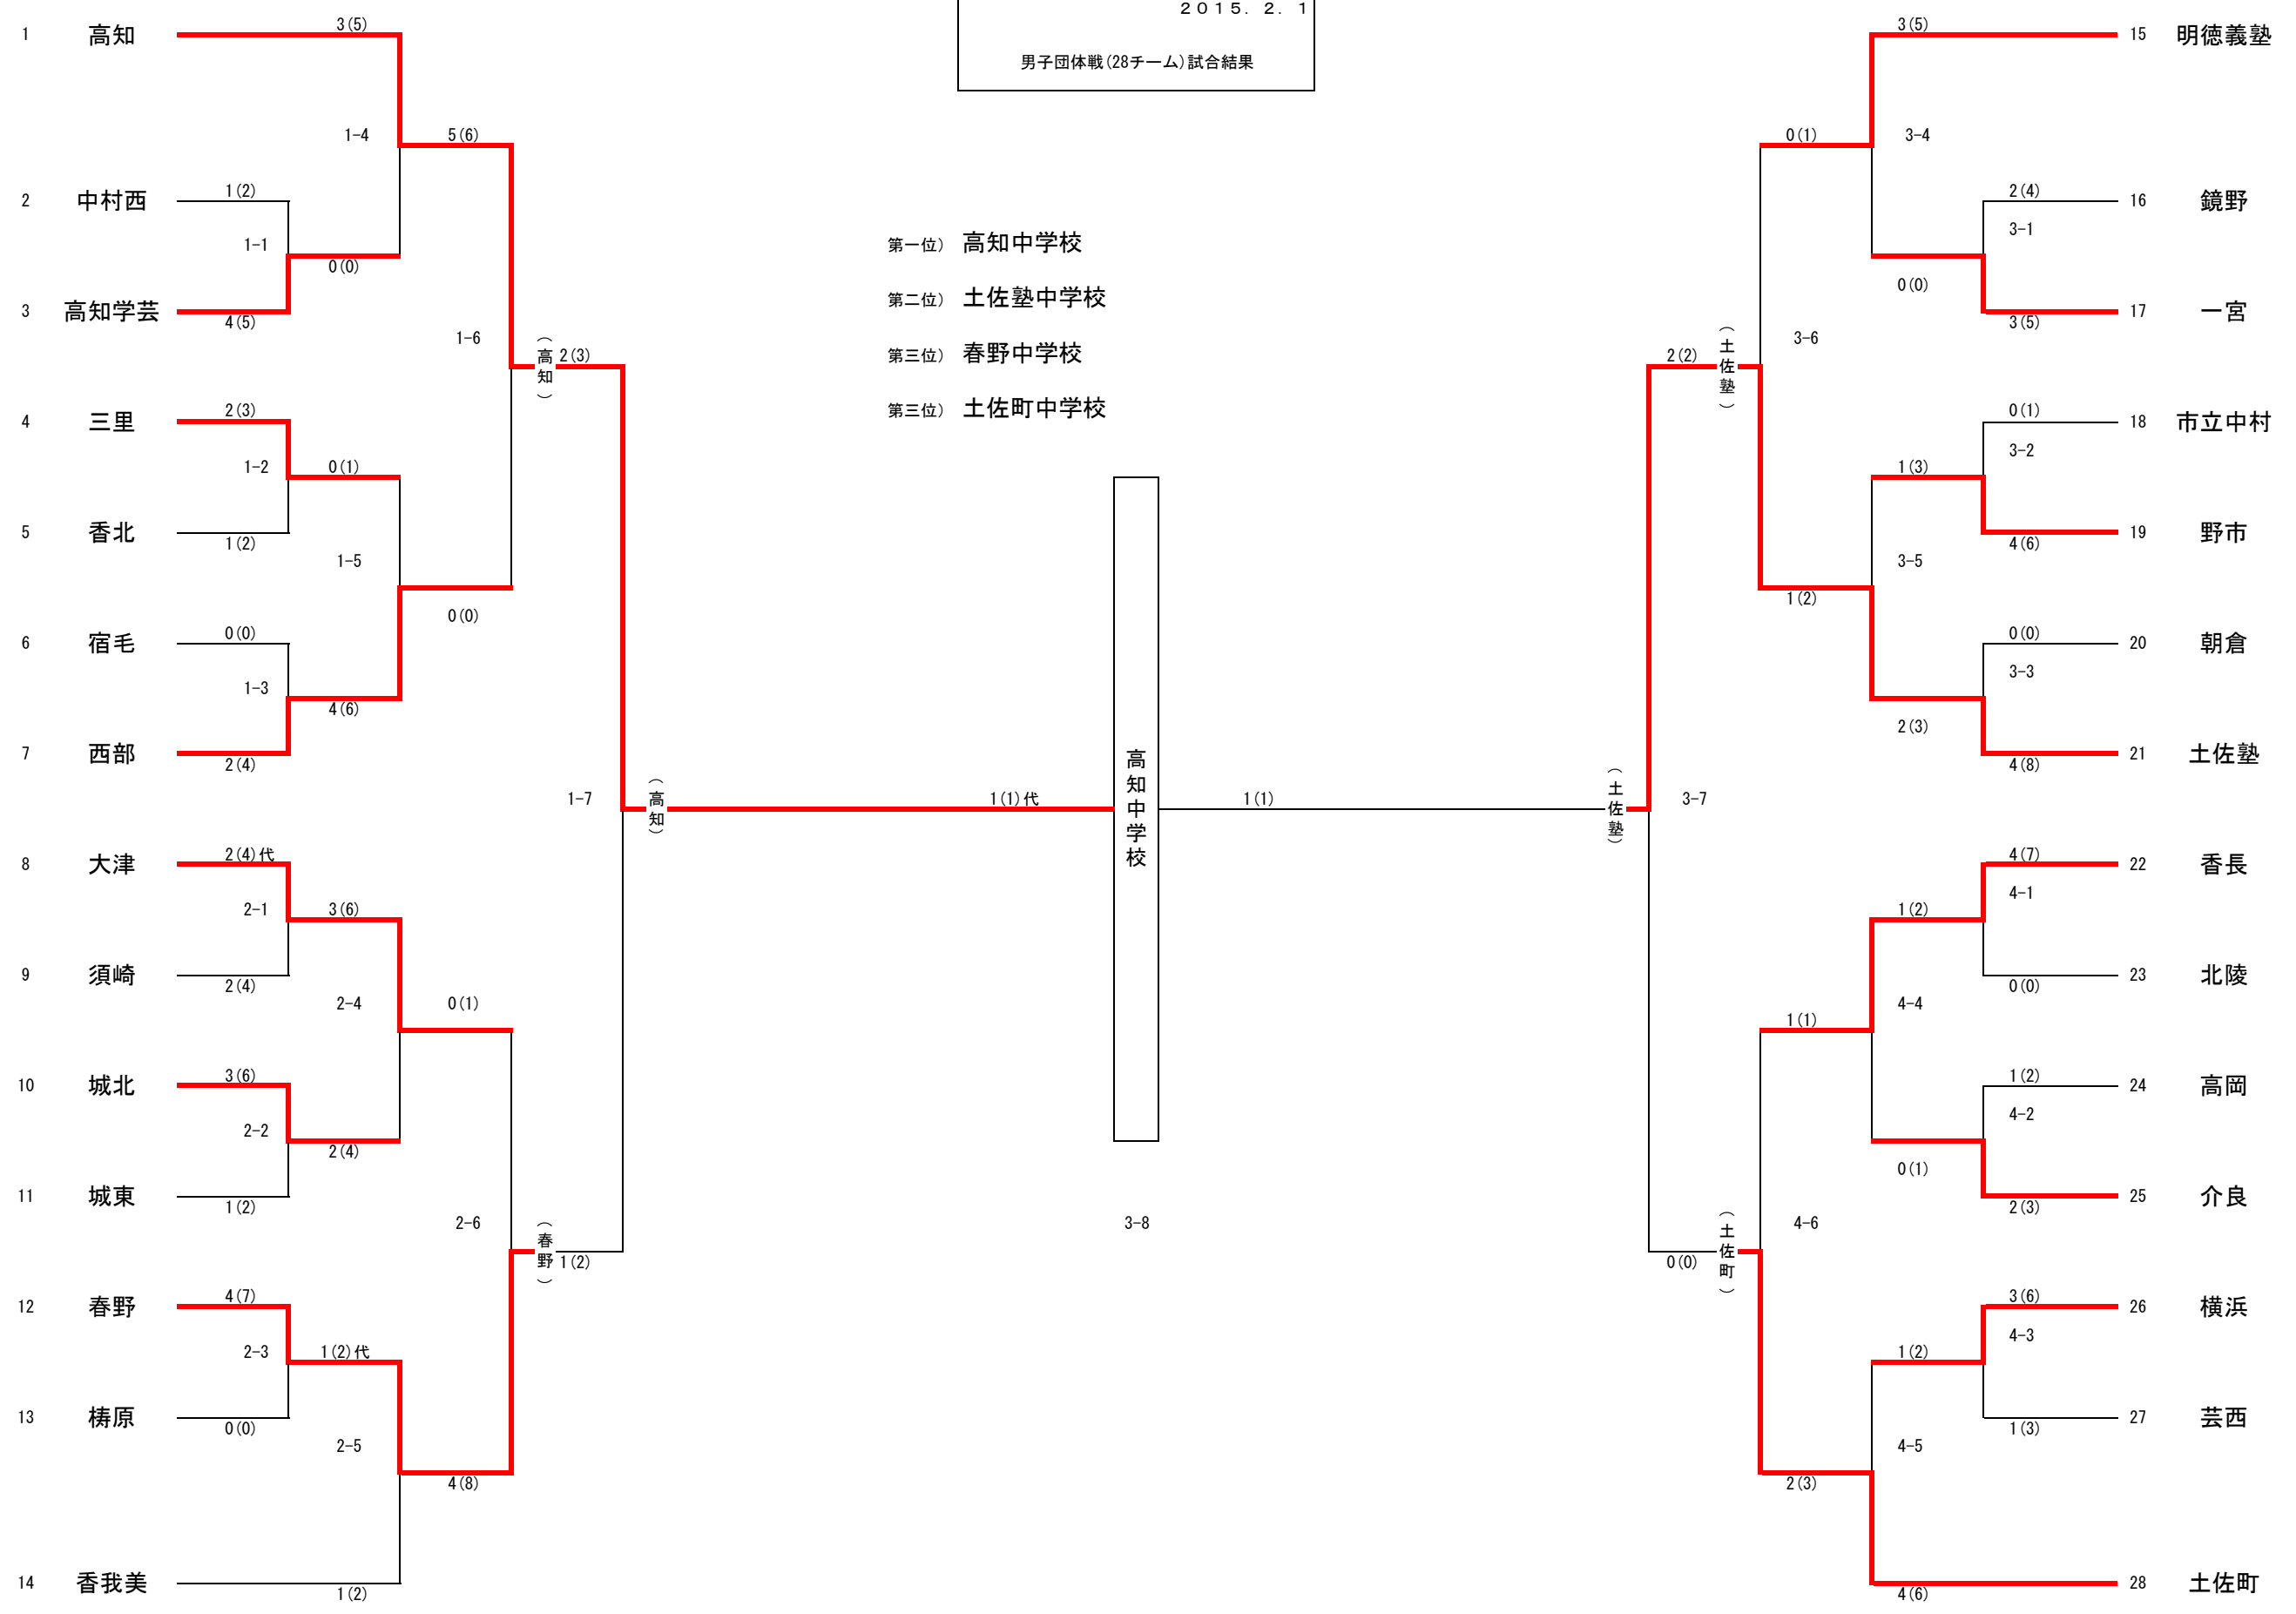 2015. 2. 1
男子団体戦(28チーム)試合結果
第一位) 高知中学校
第二位) 土佐塾中学校
第三位) 春野中学校
第三位) 土佐町中学校
1 高知 3(5)
1-4 5(6)
2 中村西 1(2)
1-1
0(0)
3 高知学芸 4(5)
1-6
(高知) 2(3)
4 三里 2(3)
1-2 0(1)
5 香北 1(2)
1-5
0(0)
6 宿毛 0(0)
1-3 4(6)
7 西部 2(4)
1-7 (高知) 1(1)代
8 大津 2(4)代
2-1 3(6)
9 須崎 2(4)
2-4 0(1)
10 城北 3(6)
2-2 2(4)
11 城東 1(2)
2-6 (春野) 1(2)
12 春野 4(7)
2-3 1(2)代
13 梼原 0(0)
2-5 4(8)
14 香我美 1(2)
高知中学校
3-8
3(5) 15 明徳義塾
0(1) 3-4
2(4) 16 鏡野
3-1
0(0)
3(5) 17 一宮
2(2) (土佐塾) 3-6
0(1) 18 市立中村
1(3) 3-2
4(6) 19 野市
3-5
1(2)
0(0) 20 朝倉
3-3
2(3)
4(8) 21 土佐塾
1(1) (土佐塾) 3-7
4(7) 22 香長
1(2) 4-1
0(0) 23 北陵
1(1) 4-4
1(2) 24 高岡
4-2
0(1)
2(3) 25 介良
0(0) (土佐町) 4-6
3(6) 26 横浜
1(2) 4-3
1(3) 27 芸西
4-5
2(3)
4(6) 28 土佐町